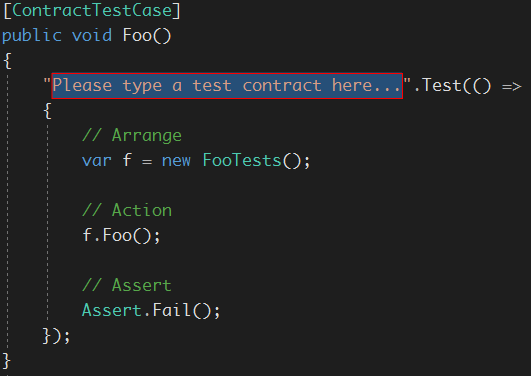 [ContractTestCase]
public void Foo()
{
    "Please type a test contract here...".Test(() =>
    {
        // Arrange
        var f = new FooTests();

        // Action
        f.Foo();

        // Assert
        Assert.Fail();
    });
}